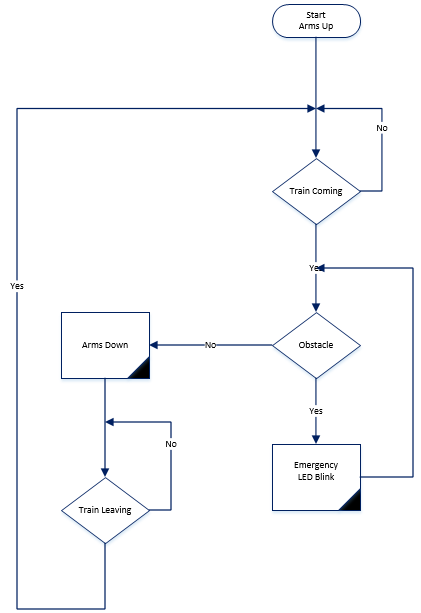 Start
Arms Up
No
Train Coming
Yes
Yes
Arms Down
No
Obstacle
Yes
No
Emergency
LED Blink
Train Leaving